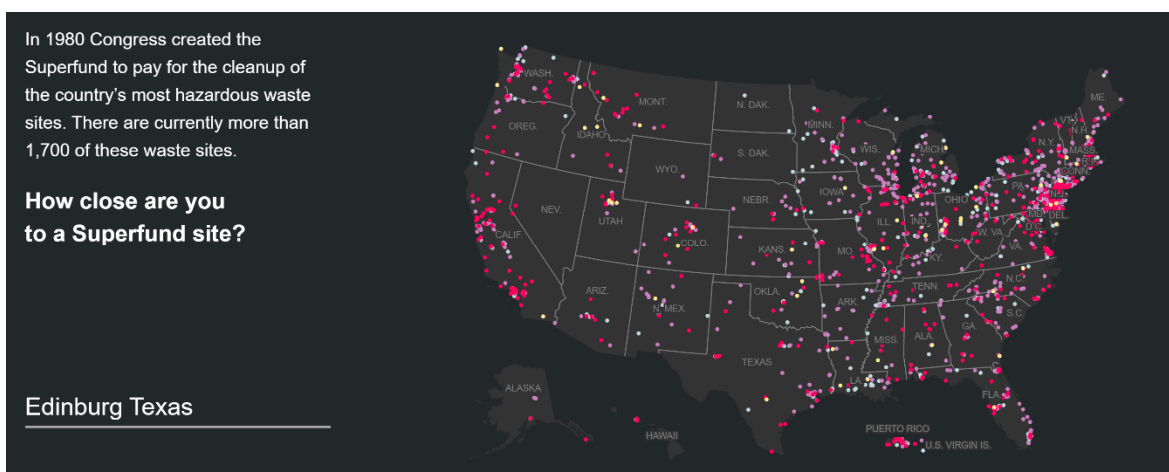 In 1980 Congress created the
Superfund to pay for the cleanup of
the country's most hazardous waste
sites. There are currently more than
1,700 of these waste sites.
How close are you
to a Superfund site?
Edinburg Texas
WASH.
OREG.
IDAHO
MONT.
N. DAK.
S. DAK.
MINN.
WIS.
MICH.
WYO.
NEBR.
IOWA
NEV.
UTAH
COLO.
CALIF.
KANS.
MO.
ILL.
IND.
OHIO
KY.
W. VA.
VA.
PA.
N.Y.
VT.
N.H.
ME.
MASS.
R.I.
CONN.
N.J.
MD.
DEL.
D.C.
ARIZ.
N. MEX.
OKLA.
ARK.
TENN.
N.C.
S.C.
MISS.
ALA.
GA.
TEXAS
LA.
FLA.
ALASKA
HAWAII
PUERTO RICO
U.S. VIRGIN IS.